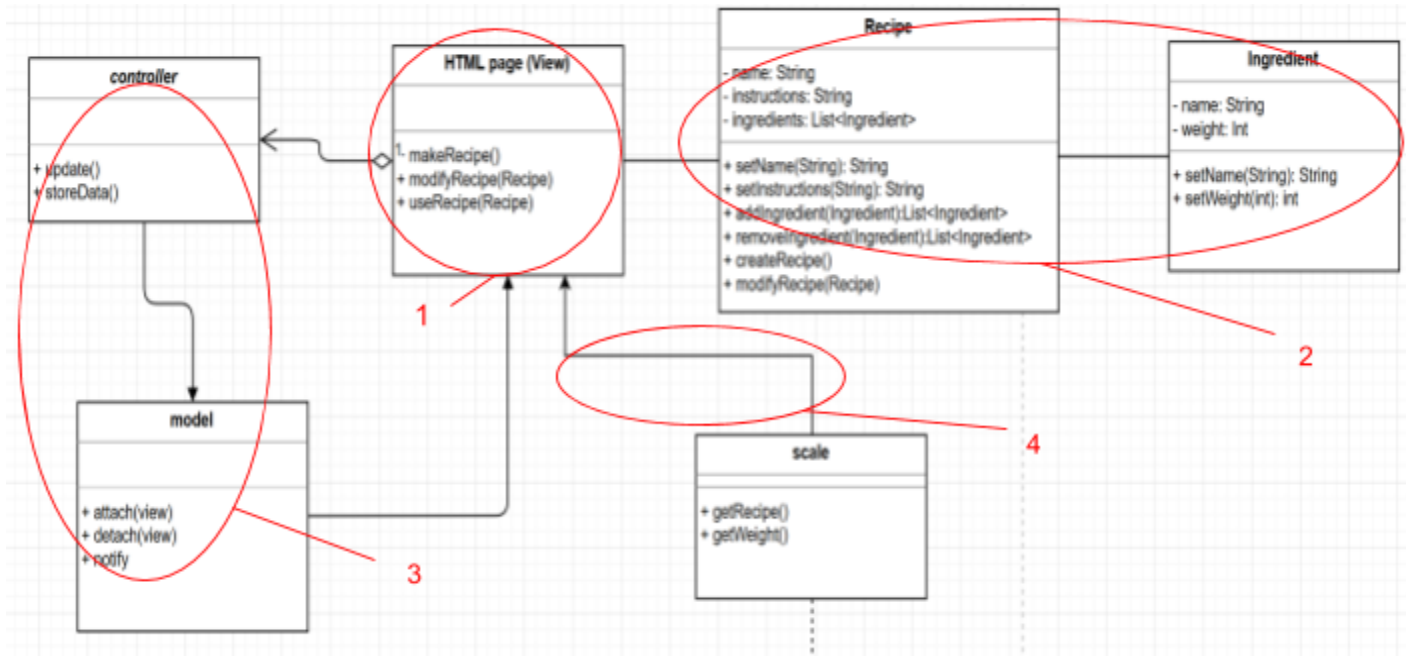 controller
+ update()
+ storeData()
HTML page (View)
1.
- makeRecipe()
+ modifyRecipe(Recipe)
+ useRecipe(Recipe)
Recipe
- name: String
- instructions: String
- ingredients: List<Ingredient>
+ setName(String): String
+ setInstructions(String): String
+ addIngredient(Ingredient):List<Ingredient>
+ removeIngredient(Ingredient):List<Ingredient>
+ createRecipe()
+ modifyRecipe(Recipe)
Ingredient
- name: String
- weight: Int
+ setName(String): String
+ setWeight(int): int
1
2
model
+ attach(view)
+ detach(view)
+ notify
3
scale
+ getRecipe()
+ getWeight()
4